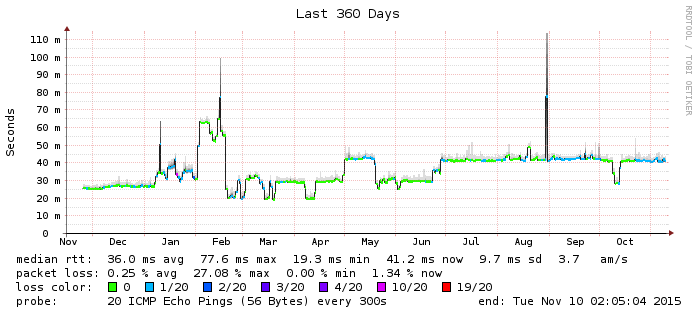 Last 360 Days
RRDTOOL / TOBI OETIKER
Seconds
110 m
100 m
90 m
80 m
70 m
60 m
50 m
40 m
30 m
20 m
10 m
0
Nov Dec Jan Feb Mar Apr May Jun Jul Aug Sep Oct
median rtt: 36.0 ms avg 77.6 ms max 19.3 ms min 41.2 ms now 9.7 ms sd 3.7 am/s
packet loss: 0.25 % avg 27.08 % max 0.00 % min 1.34 % now
loss color: 0 1/20 2/20 3/20 4/20 10/20 19/20
probe: 20 ICMP Echo Pings (56 Bytes) every 300s end: Tue Nov 10 02:05:04 2015